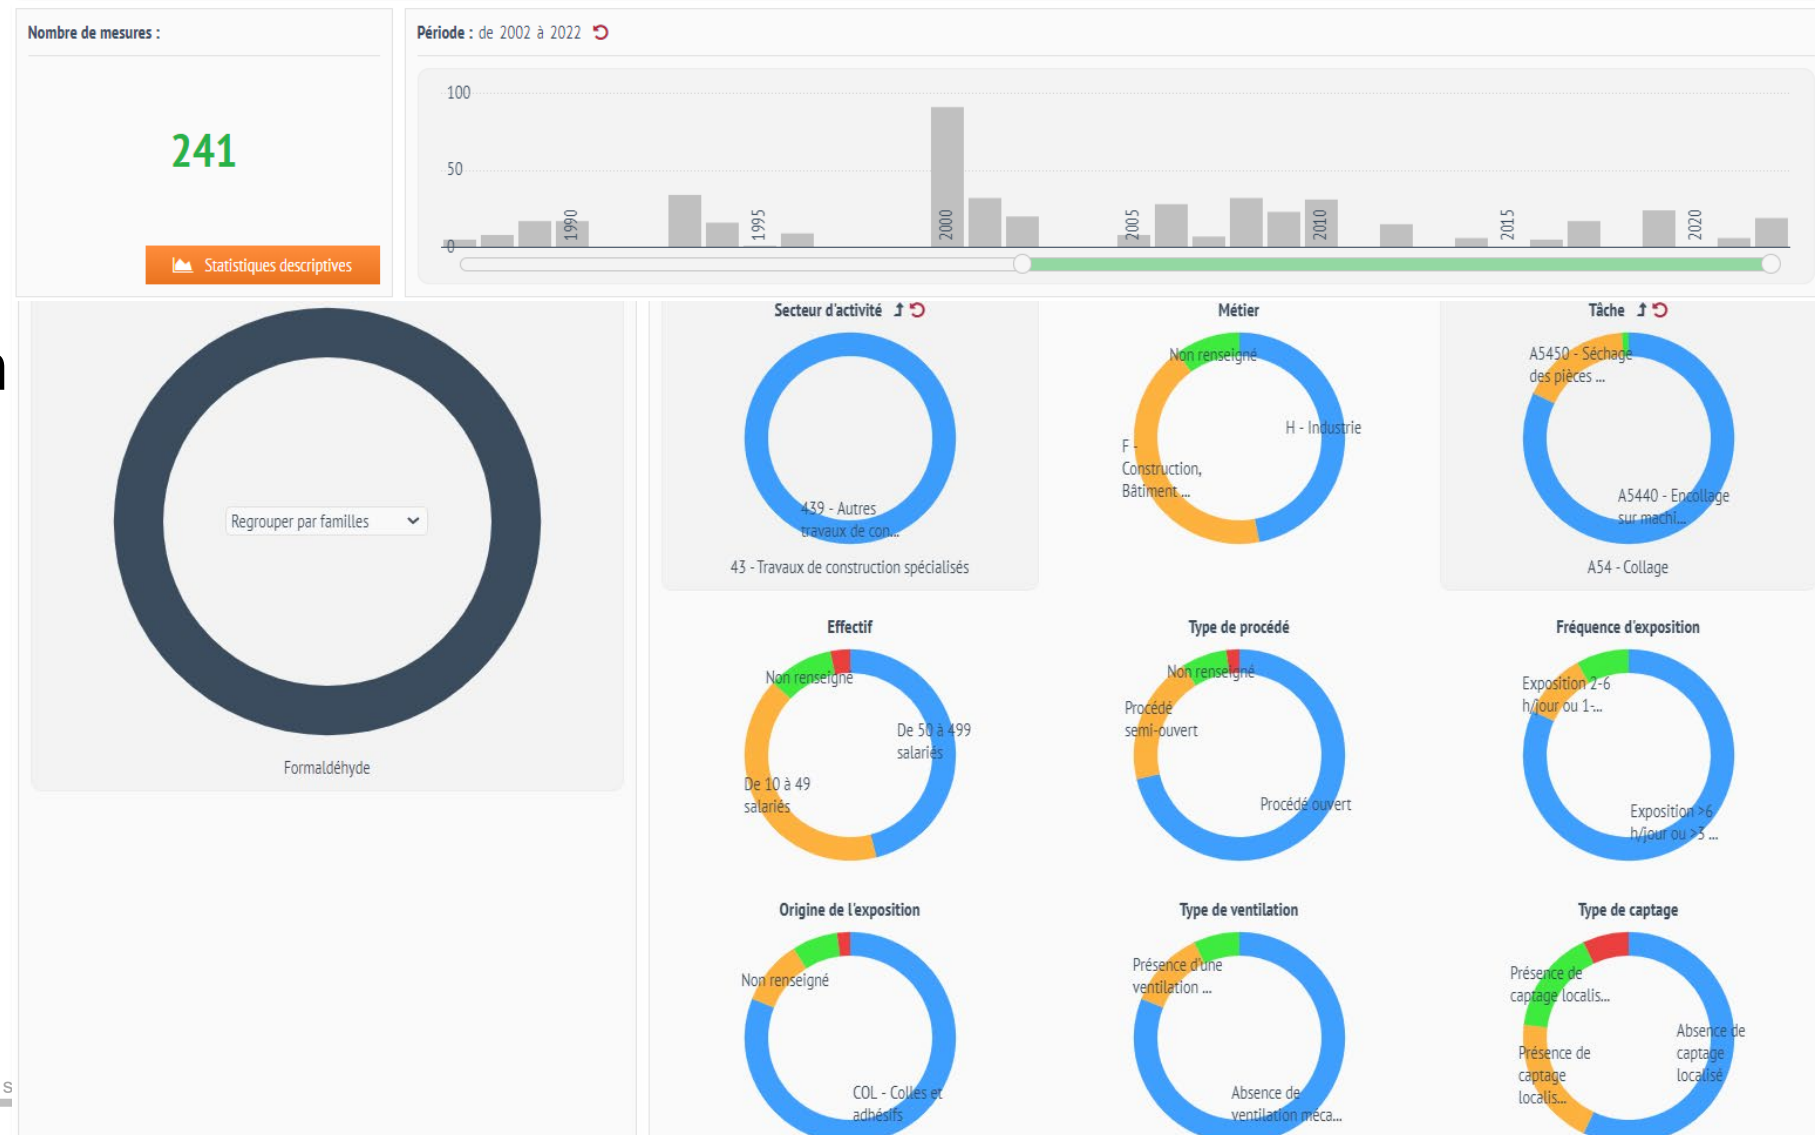 Nombre de mesures :
241
Statistiques descriptives
Période : de 2002 à 2022
100
50
0
1990
1995
2000
2005
2010
2015
2020
Regrouper par familles
Formaldéhyde
Secteur d'activité
439 - Autres
travaux de con...
43 - Travaux de construction spécialisés
Métier
Non renseigné
H - Industrie
F -
Construction,
Bâtiment ...
Tâche
A5450 - Séchage
des pièces ...
A5440 - Encollage
sur machi...
A54 - Collage
Effectif
Non renseigné
De 50 à 499
salariés
De 10 à 49
salariés
Type de procédé
Non renseigné
Procédé
semi-ouvert
Procédé ouvert
Fréquence d'exposition
Exposition 2-6
h/jour ou 1-...
Exposition >6
h/jour ou >3 ...
Origine de l'exposition
Non renseigné
COL - Colles et
adhésifs
Type de ventilation
Présence d'une
ventilation ...
Absence de
ventilation méca...
Type de captage
Présence de
captage localis...
Absence de
captage
localisé
Présence de
captage
localis...
s